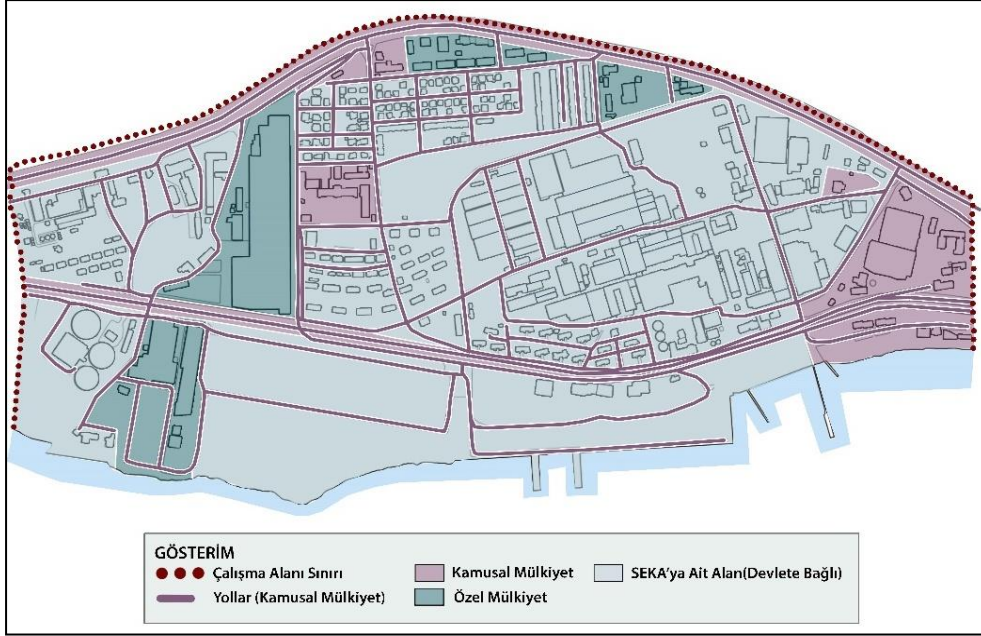 GÖSTERİM
Çalışma Alanı Sınırı
Kamusal Mülkiyet
SEKA'ya Ait Alan(Devlete Bağlı)
Yollar (Kamusal Mülkiyet)
Özel Mülkiyet